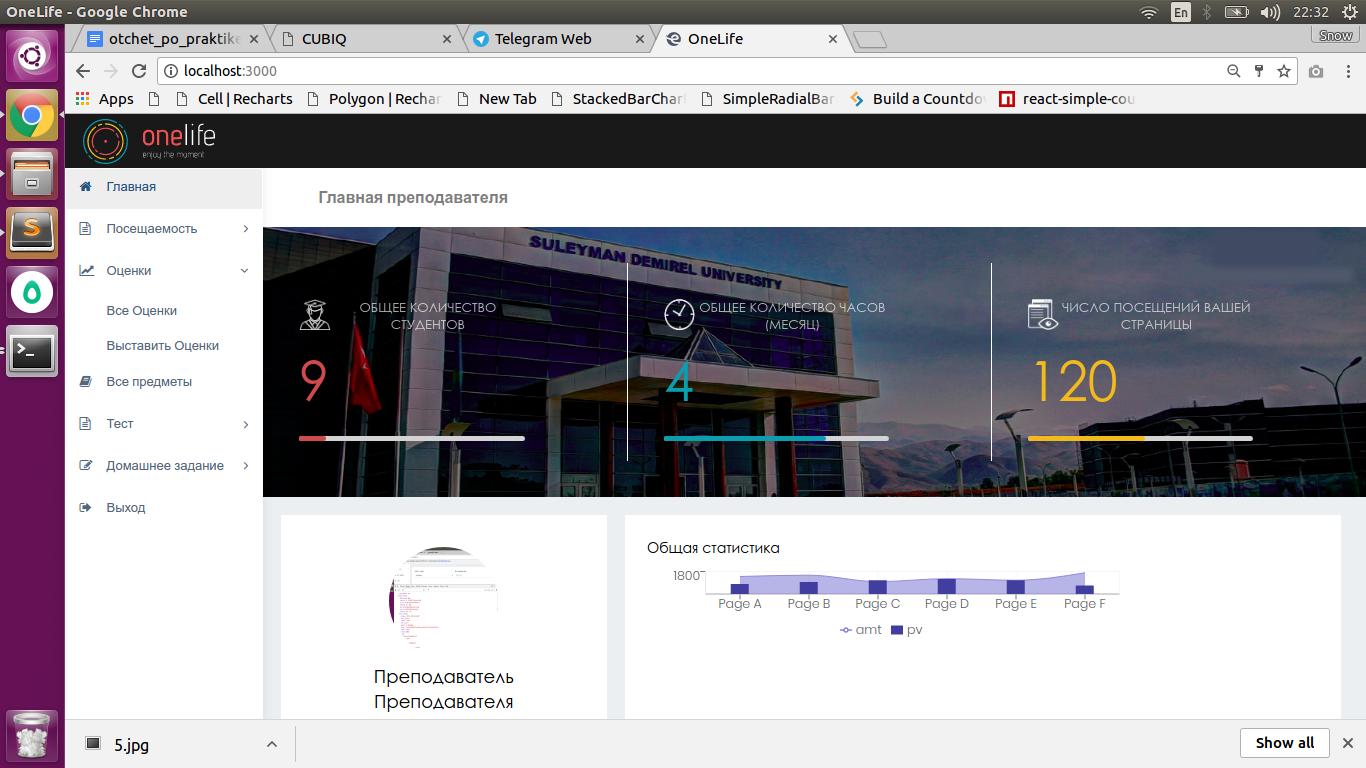 OneLife - Google Chrome
En
22:32
otchet_po_praktike
CUBIQ
Telegram Web
OneLife
Snow
localhost:3000
Apps
Cell | Recharts
Polygon | Rechar
New Tab
StackedBarChar
SimpleRadialBar
Build a Countdo
react-simple-cou
onelife
enjoy the moment
Главная
Посещаемость
Оценки
Все Оценки
Выставить Оценки
Все предметы
Тест
Домашнее задание
Выход
Главная преподавателя
SULEYMAN DEMIREL UNIVERSITY
ОБЩЕЕ КОЛИЧЕСТВО
СТУДЕНТОВ
9
ОБЩЕЕ КОЛИЧЕСТВО ЧАСОВ
(МЕСЯЦ)
4
ЧИСЛО ПОСЕЩЕНИЙ ВАШЕЙ
СТРАНИЦЫ
120
Преподаватель
Преподавателя
Общая статистика
1800
Page A Page B Page C Page D Page E Page F
amt pv
5.jpg
Show all